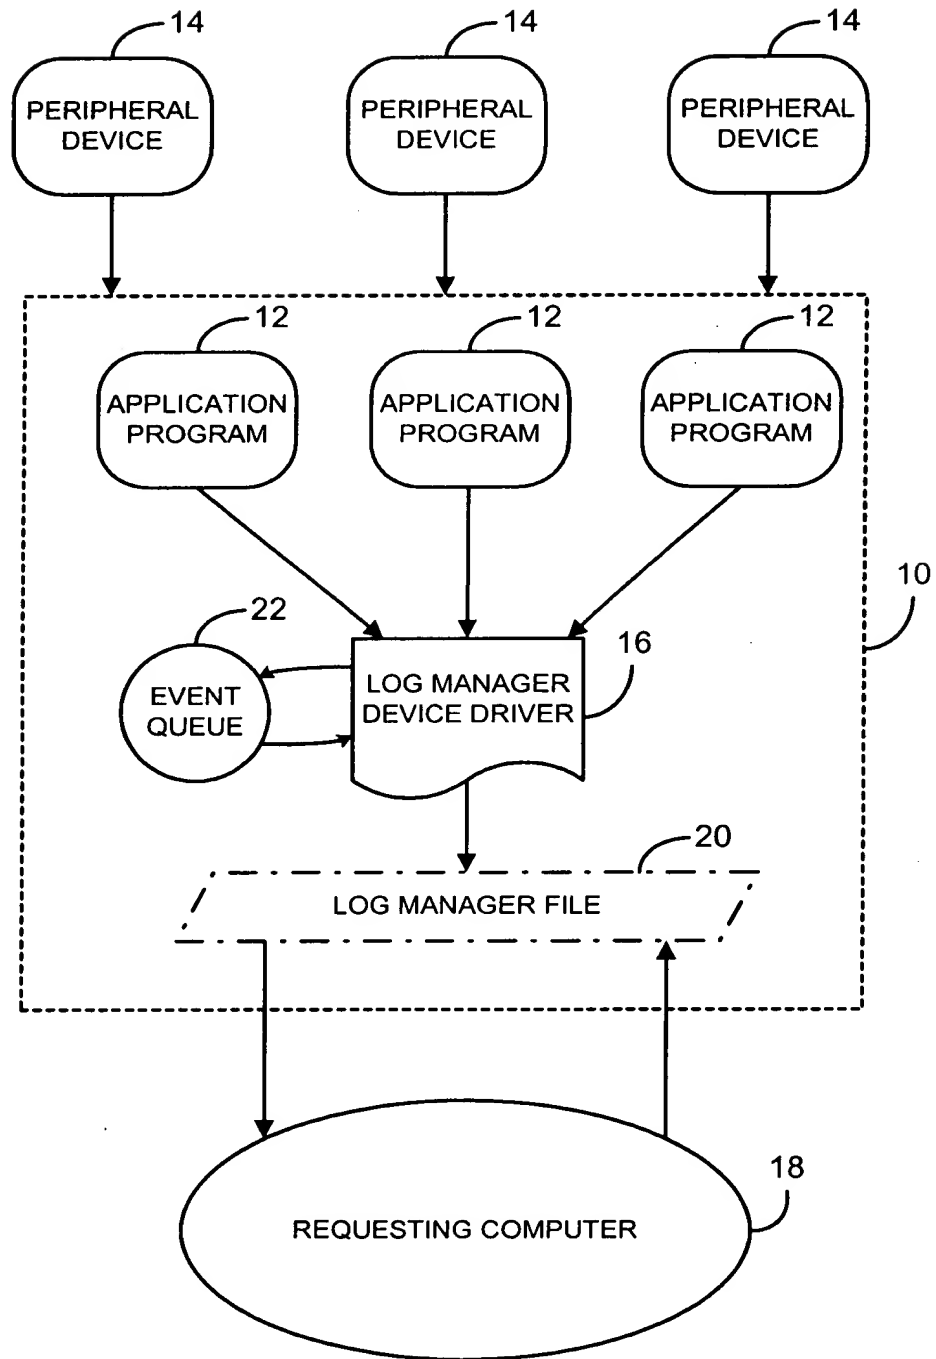 14
14
14
PERIPHERAL
DEVICE
PERIPHERAL
DEVICE
PERIPHERAL
DEVICE
12
12
12
APPLICATION
PROGRAM
APPLICATION
PROGRAM
APPLICATION
PROGRAM
10
22
16
EVENT
QUEUE
LOG MANAGER
DEVICE DRIVER
20
LOG MANAGER FILE
18
REQUESTING COMPUTER